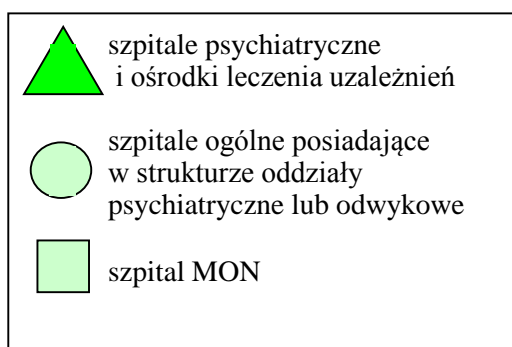 szpitale psychiatryczne
i ośrodki leczenia uzależnień
szpitale ogólne posiadające
w strukturze oddziały
psychiatryczne lub odwykowe
szpital MON